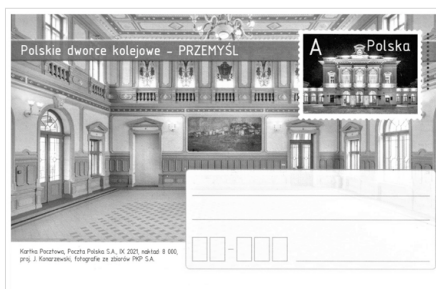 Polskie dworce kolejowe – PRZEMYŚL
A Polska
Kartka Pocztowa, Poczta Polska S.A., IX 2021, nakład: 8 000,
proj. J. Konarzewski, fotografie ze zbiorów PKP S.A.